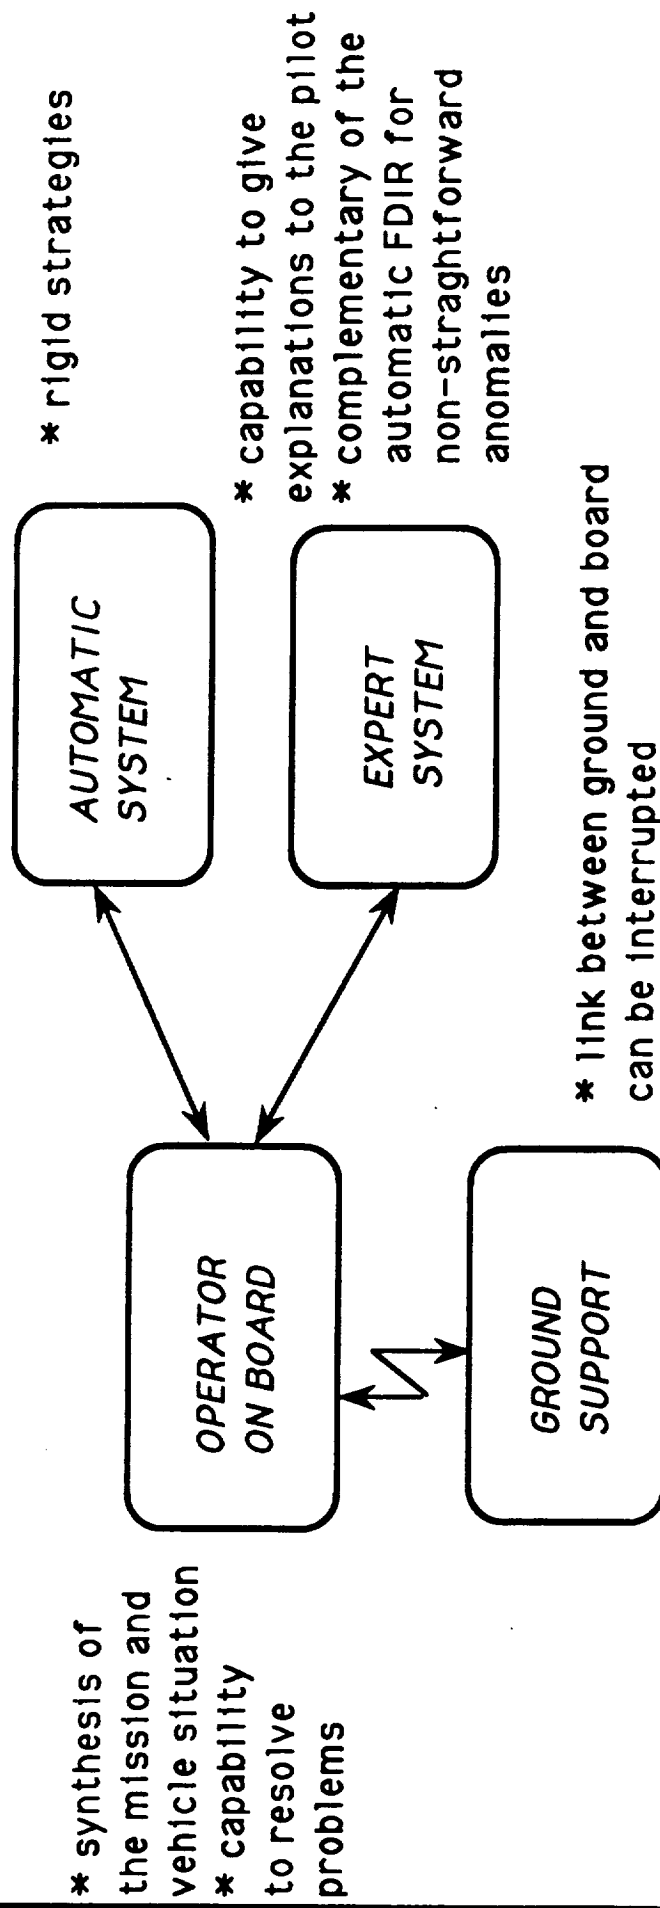 * synthesis of
the mission and
vehicle situation
* capability
to resolve
problems
OPERATOR
ON BOARD
AUTOMATIC
SYSTEM
* rigid strategies
EXPERT
SYSTEM
* capability to give
explanations to the pilot
* complementary of the
automatic FDIR for
non-straghtforward
anomalies
GROUND
SUPPORT
* link between ground and board
can be interrupted